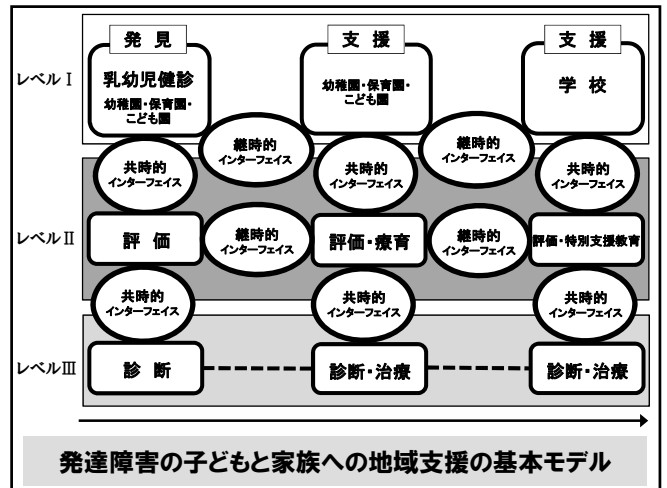 発 見
支 援
支 援
レベルⅠ
乳幼児健診
幼稚園・保育園・
こども園
幼稚園・保育園・
こども園
学 校
継時的
インターフェイス
継時的
インターフェイス
共時的
インターフェイス
共時的
インターフェイス
共時的
インターフェイス
レベルⅡ
評 価
継時的
インターフェイス
評価・療育
継時的
インターフェイス
評価・特別支援教育
共時的
インターフェイス
共時的
インターフェイス
共時的
インターフェイス
レベルⅢ
診 断
診断・治療
診断・治療
発達障害の子どもと家族への地域支援の基本モデル